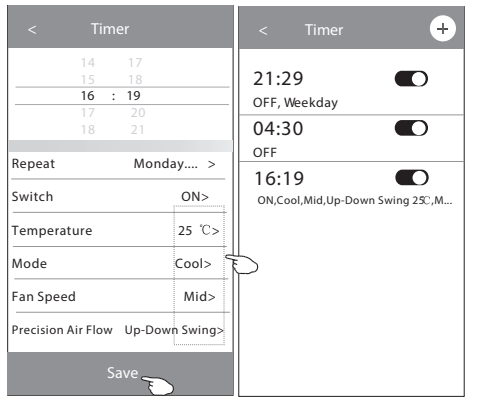 < Timer
14 17
15 18
16 : 19
17 20
18 21
Repeat Monday.... >
Switch ON>
Temperature 25 ℃>
Mode Cool>
Fan Speed Mid>
Precision Air Flow Up-Down Swing>
Save
< Timer +
21:29
OFF, Weekday
04:30
OFF
16:19
ON,Cool,Mid,Up-Down Swing 25℃,M...